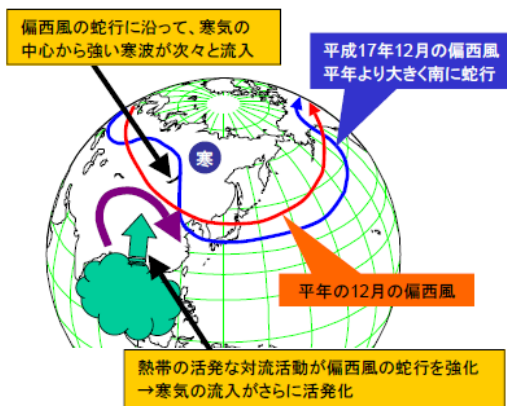 偏西風の蛇行に沿って、寒気の
中心から強い寒波が次々と流入
平成17年12月の偏西風
平年より大きく南に蛇行
寒
平年の12月の偏西風
熱帯の活発な対流活動が偏西風の蛇行を強化
→寒気の流入がさらに活発化